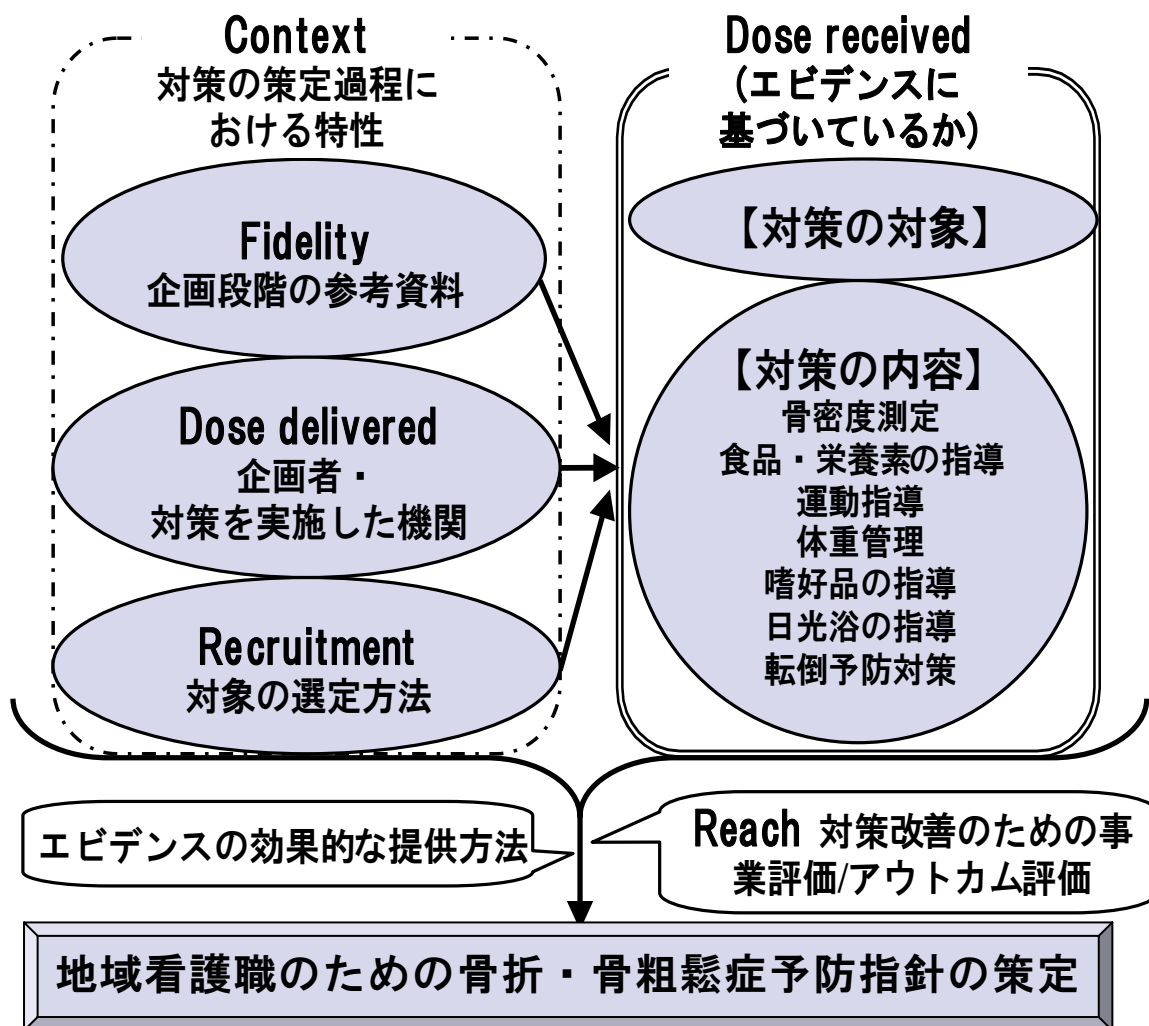 Context
対策の策定過程に
おける特性
Fidelity
企画段階の参考資料
Dose delivered
企画者・
対策を実施した機関
Recruitment
対象の選定方法
Dose received
(エビデンスに
基づいているか)
【対策の対象】
【対策の内容】
骨密度測定
食品・栄養素の指導
運動指導
体重管理
嗜好品の指導
日光浴の指導
転倒予防対策
エビデンスの効果的な提供方法
Reach 対策改善のための事
業評価/アウトカム評価
地域看護職のための骨折・骨粗鬆症予防指針の策定